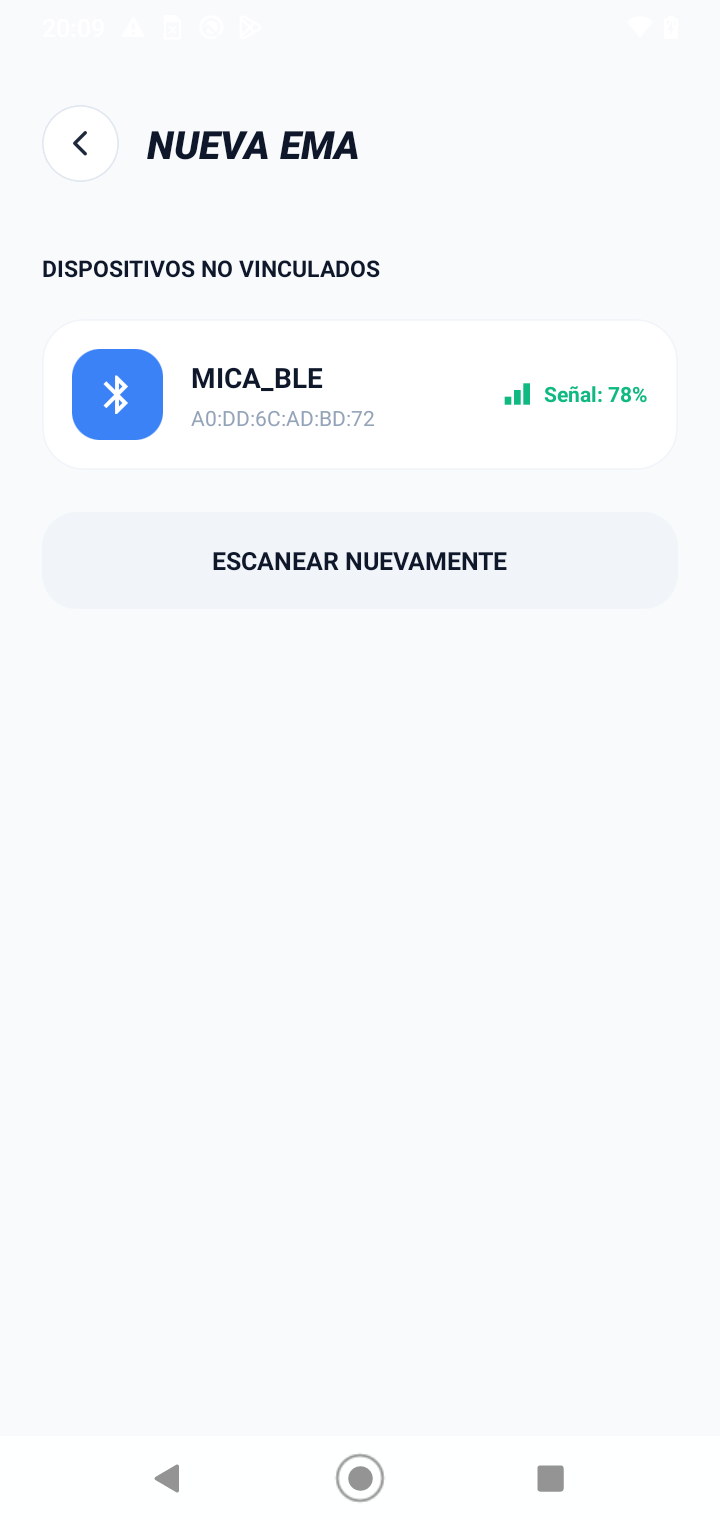 20:09
NUEVA EMA
DISPOSITIVOS NO VINCULADOS
MICA_BLE
A0:DD:6C:AD:BD:72
Señal: 78%
ESCANEAR NUEVAMENTE